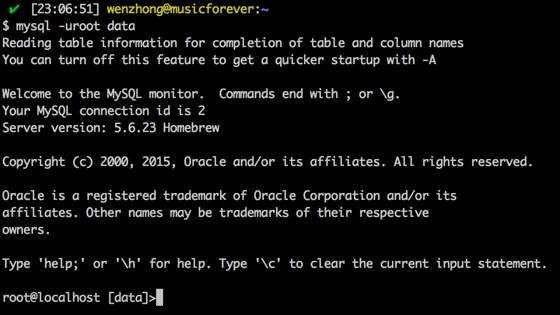 ✔ [23:06:51] wenzhong@musicforever:~
$ mysql -uroot data
Reading table information for completion of table and column names
You can turn off this feature to get a quicker startup with -A
Welcome to the MySQL monitor.  Commands end with ; or \g.
Your MySQL connection id is 2
Server version: 5.6.23 Homebrew
Copyright (c) 2000, 2015, Oracle and/or its affiliates. All rights reserved.
Oracle is a registered trademark of Oracle Corporation and/or its
affiliates. Other names may be trademarks of their respective
owners.
Type 'help;' or '\h' for help. Type '\c' to clear the current input statement.
root@localhost [data]>